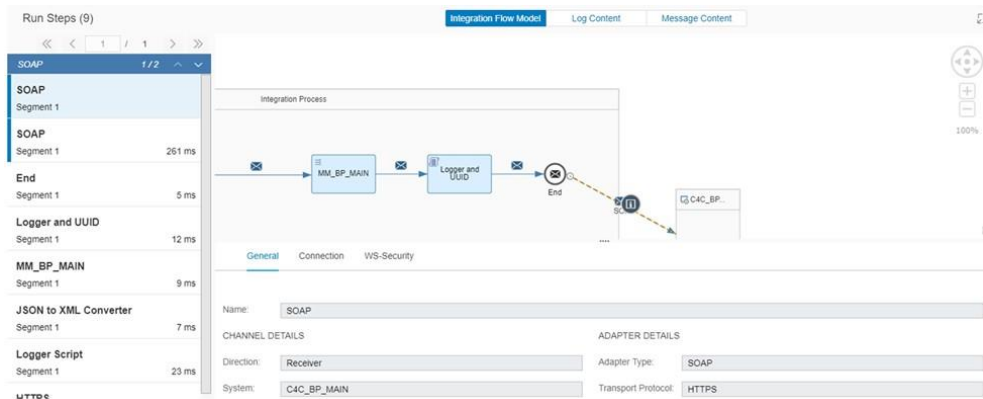 Run Steps (9)
Integration Flow Model Log Content Message Content
1 / 1
SOAP 1/2
SOAP
Segment 1
SOAP
Segment 1 261 ms
End
Segment 1 5 ms
Logger and UUID
Segment 1 12 ms
MM_BP_MAIN
Segment 1 9 ms
JSON to XML Converter
Segment 1 7 ms
Logger Script
Segment 1 23 ms
HTTPS
Integration Process
MM_BP_MAIN
Logger and
UUID
End
C4C_BP...
100%
General Connection WS-Security
Name: SOAP
CHANNEL DETAILS ADAPTER DETAILS
Direction: Receiver Adapter Type: SOAP
System: C4C_BP_MAIN Transport Protocol: HTTPS